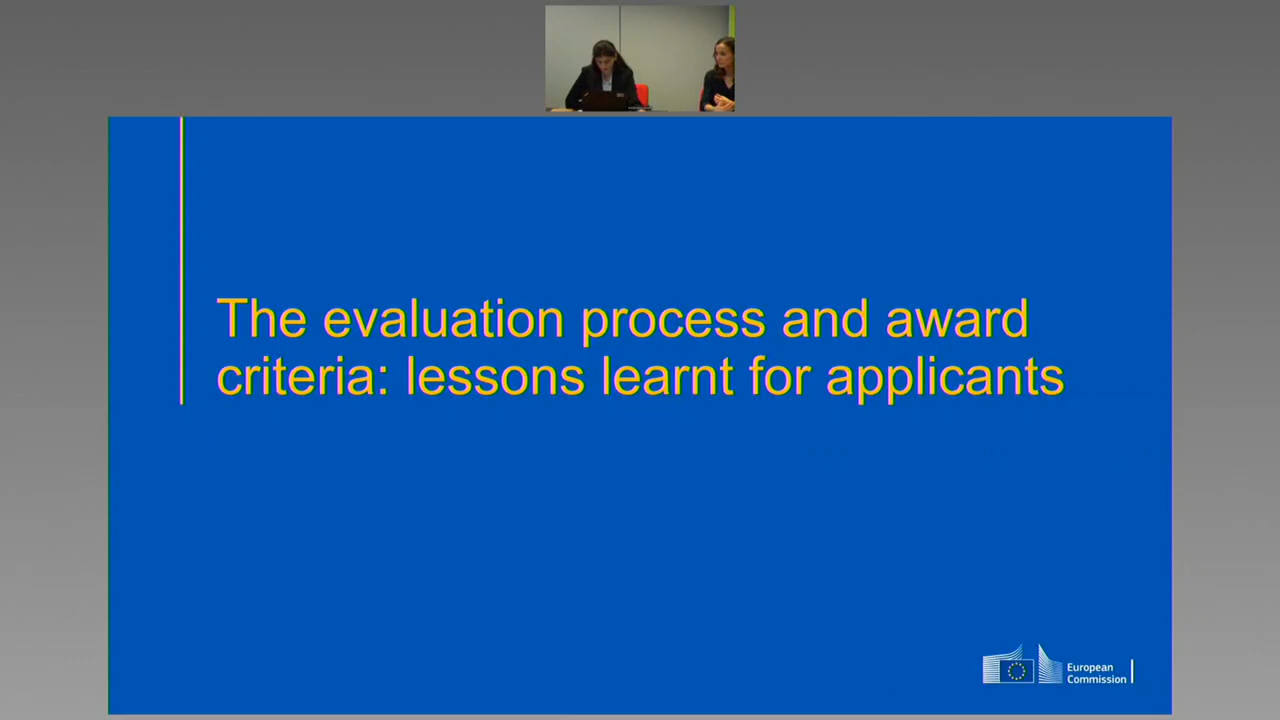 The evaluation process and award
criteria: lessons learnt for applicants
European
Commission